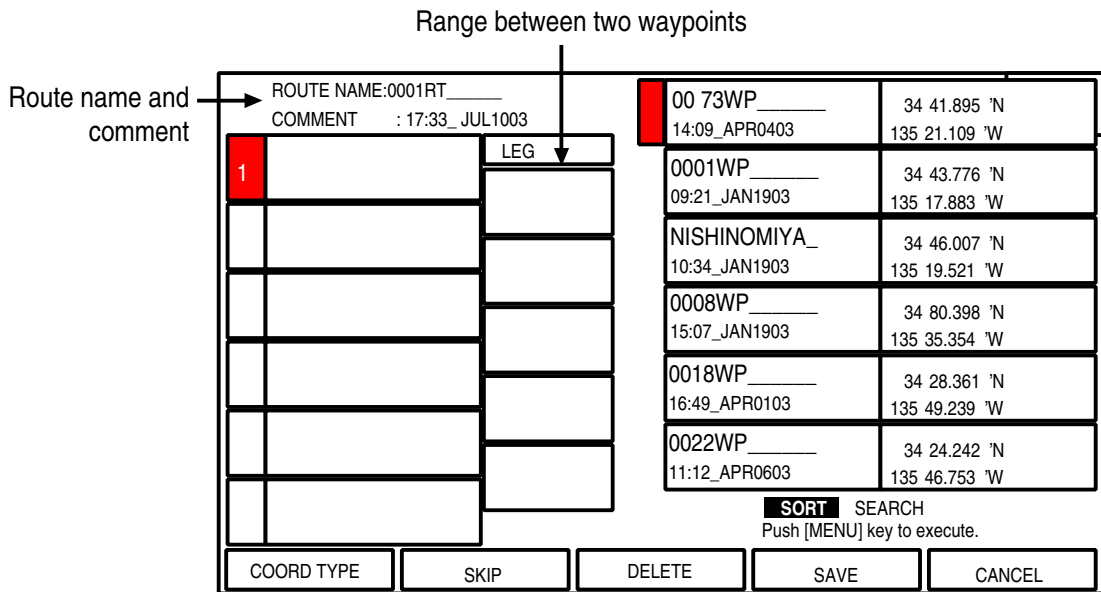 Range between two waypoints
Route name and
comment
ROUTE NAME:0001RT______
COMMENT : 17:33_ JUL1003
LEG
1
00 73WP______ 34 41.895 'N
14:09_APR0403 135 21.109 'W
0001WP______ 34 43.776 'N
09:21_JAN1903 135 17.883 'W
NISHINOMIYA_ 34 46.007 'N
10:34_JAN1903 135 19.521 'W
0008WP______ 34 80.398 'N
15:07_JAN1903 135 35.354 'W
0018WP______ 34 28.361 'N
16:49_APR0103 135 49.239 'W
0022WP______ 34 24.242 'N
11:12_APR0603 135 46.753 'W
SORT SEARCH
Push [MENU] key to execute.
COORD TYPE SKIP DELETE SAVE CANCEL